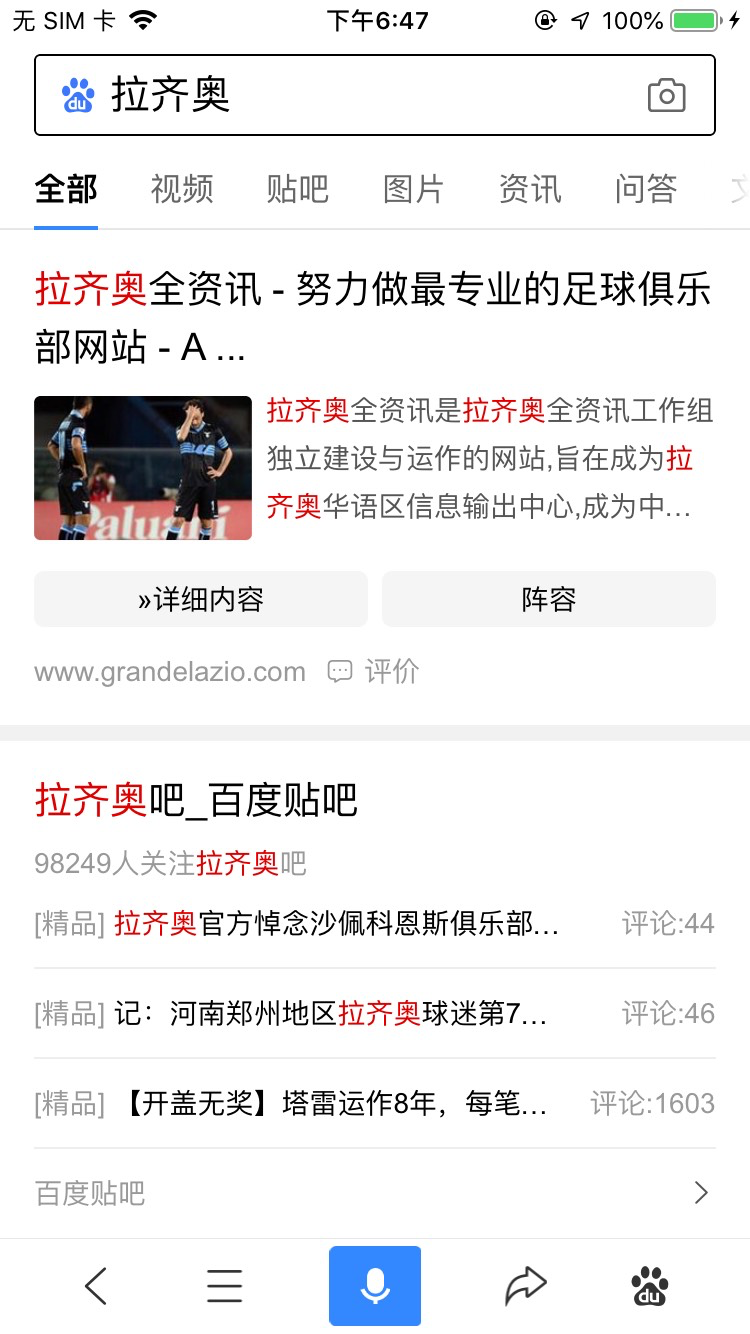 无 SIM 卡 下午6:47 100%
du 拉齐奥
全部 视频 贴吧 图片 资讯 问答
拉齐奥全资讯 - 努力做最专业的足球俱乐
部网站 - A ...
拉齐奥全资讯是拉齐奥全资讯工作组
独立建设与运作的网站,旨在成为拉
齐奥华语区信息输出中心,成为中...
Paluani
»详细内容 阵容
www.grandelazio.com 评价
拉齐奥吧_百度贴吧
98249人关注拉齐奥吧
[精品] 拉齐奥官方悼念沙佩科恩斯俱乐部... 评论:44
[精品] 记：河南郑州地区拉齐奥球迷第7... 评论:46
[精品] 【开盖无奖】塔雷运作8年，每笔... 评论:1603
百度贴吧
du